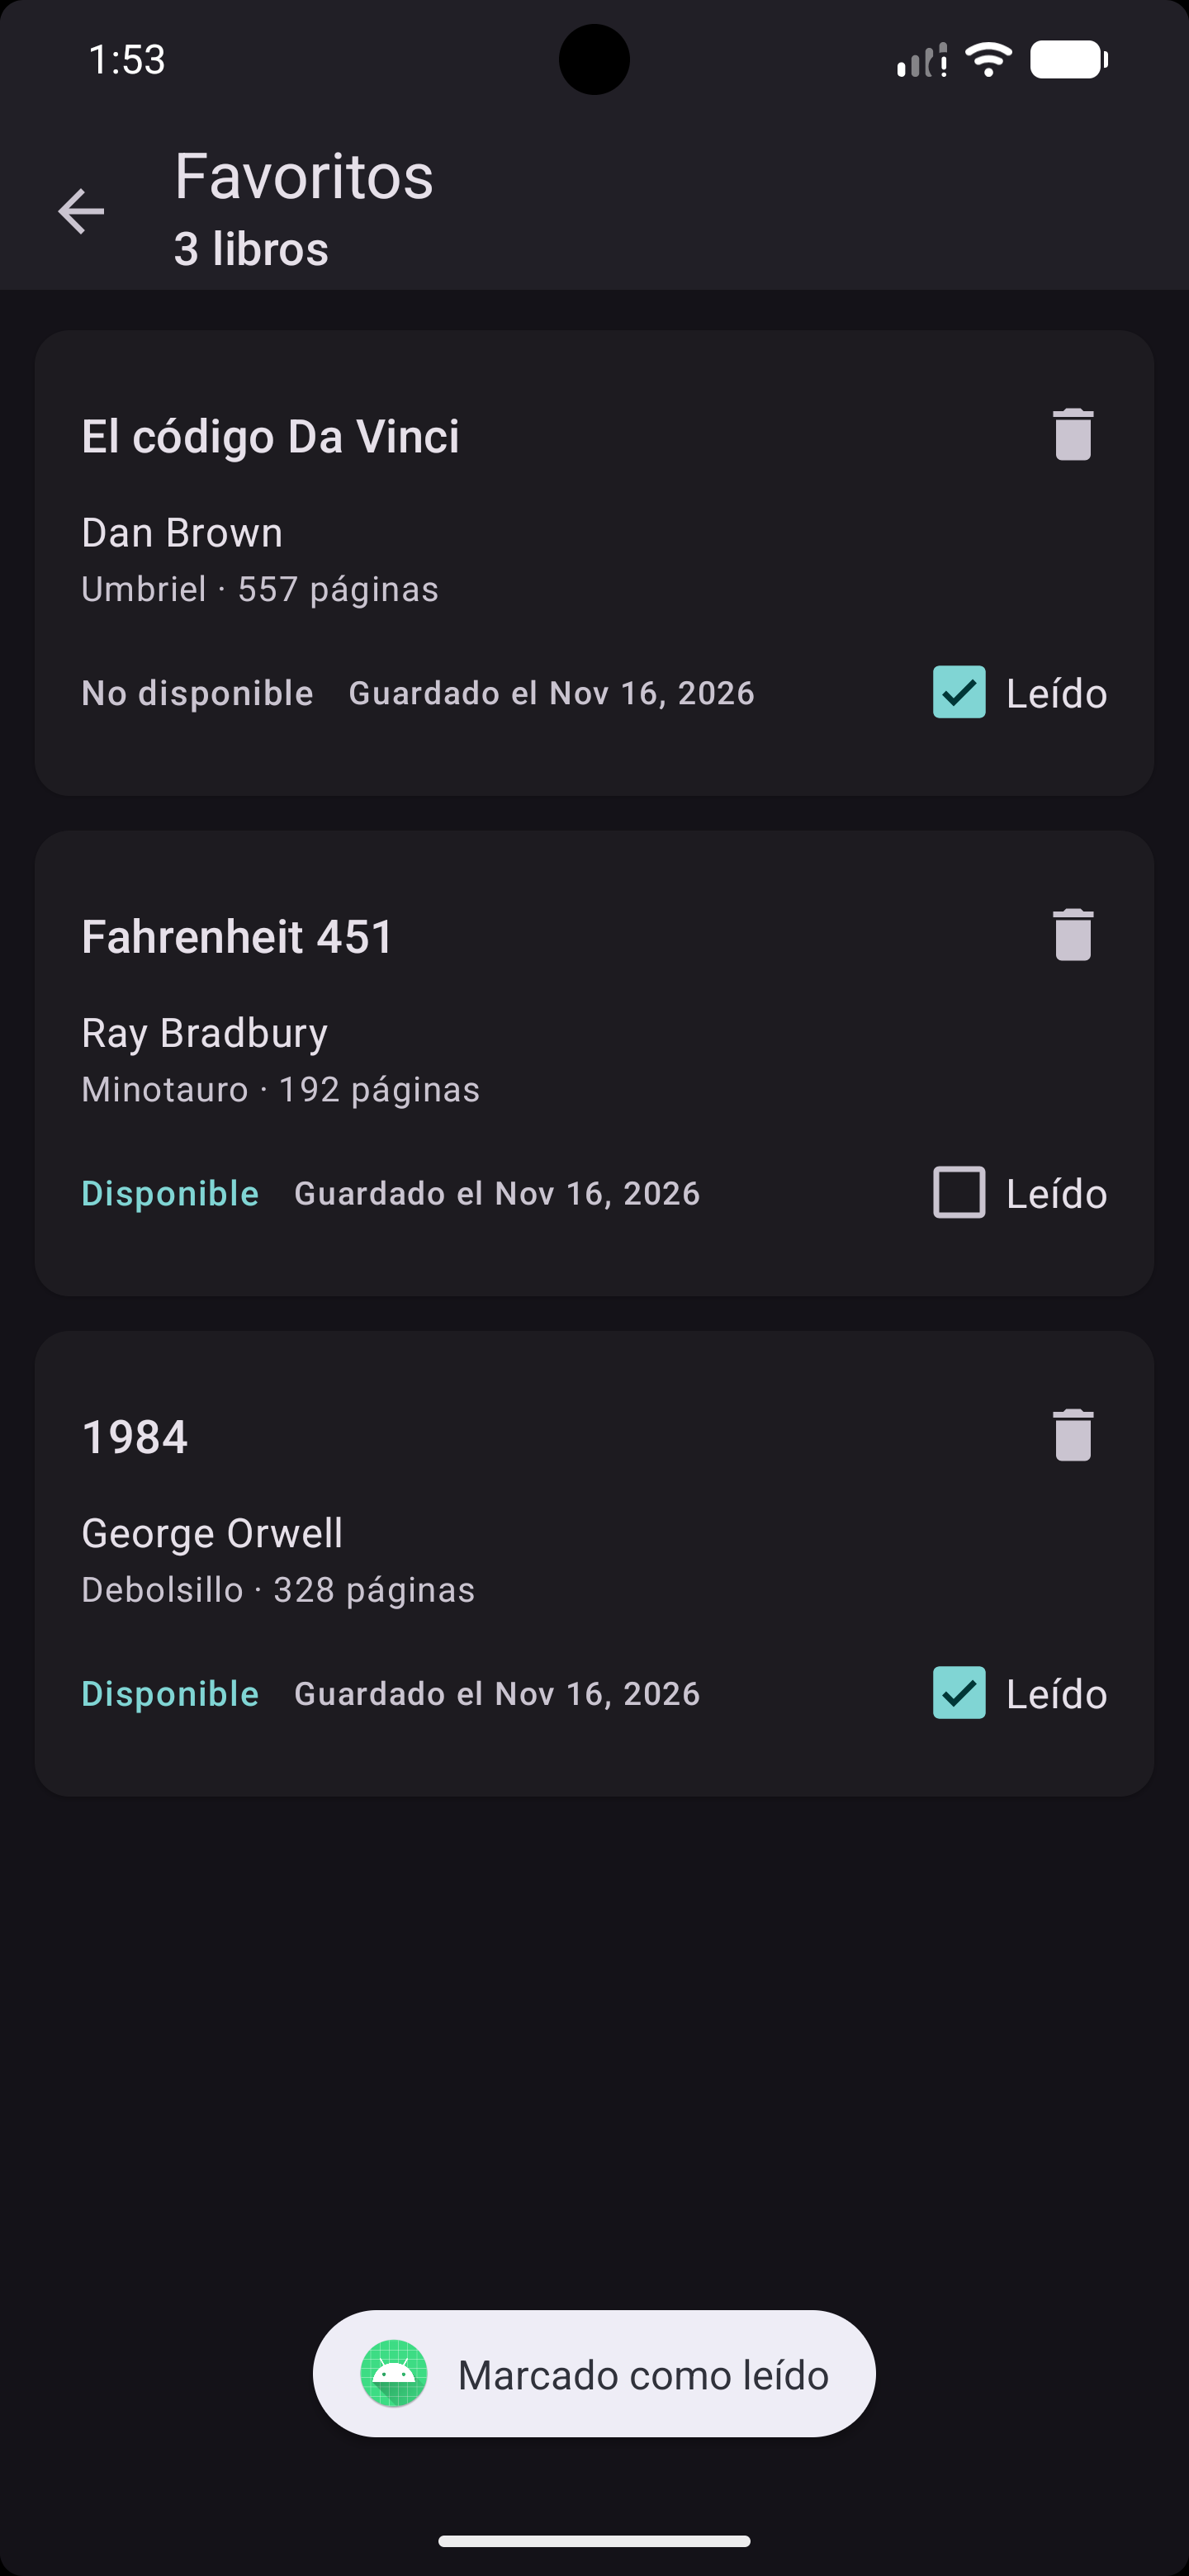 1:53
Favoritos
3 libros
El código Da Vinci
Dan Brown
Umbriel · 557 páginas
No disponible Guardado el Nov 16, 2026 Leído
Fahrenheit 451
Ray Bradbury
Minotauro · 192 páginas
Disponible Guardado el Nov 16, 2026 Leído
1984
George Orwell
Debolsillo · 328 páginas
Disponible Guardado el Nov 16, 2026 Leído
Marcado como leído